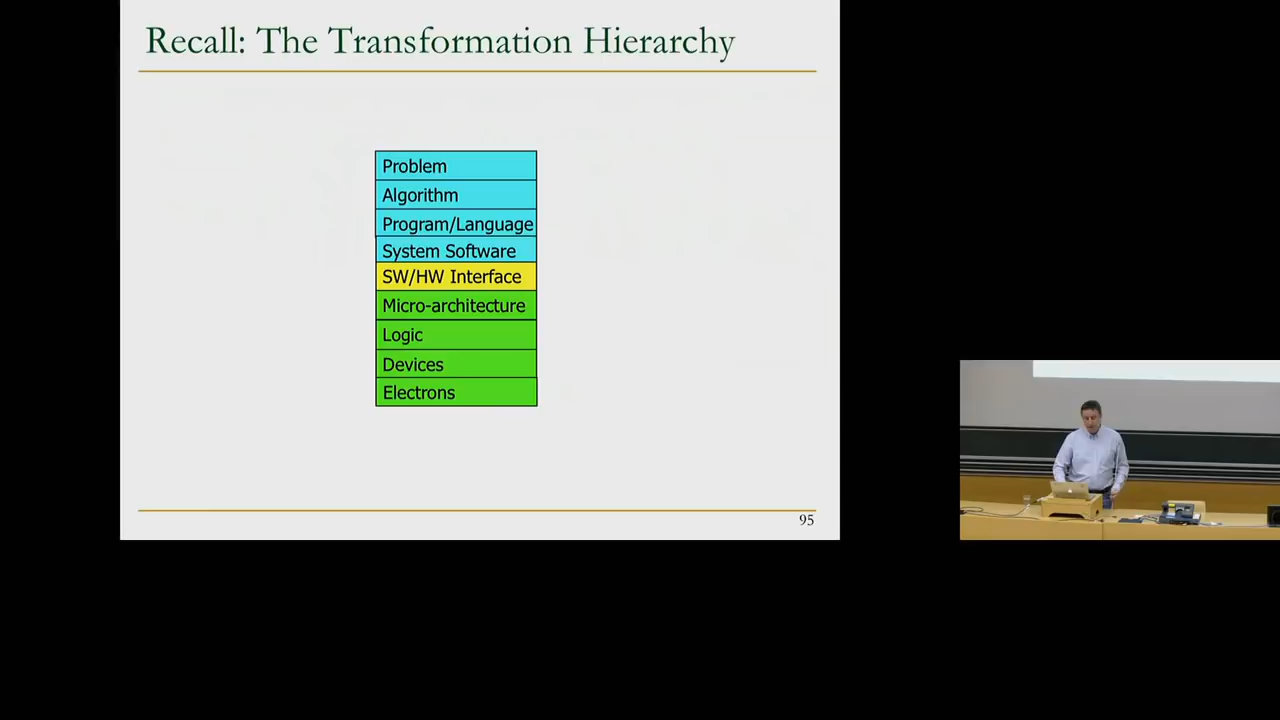 Recall: The Transformation Hierarchy
Problem
Algorithm
Program/Language
System Software
SW/HW Interface
Micro-architecture
Logic
Devices
Electrons
95